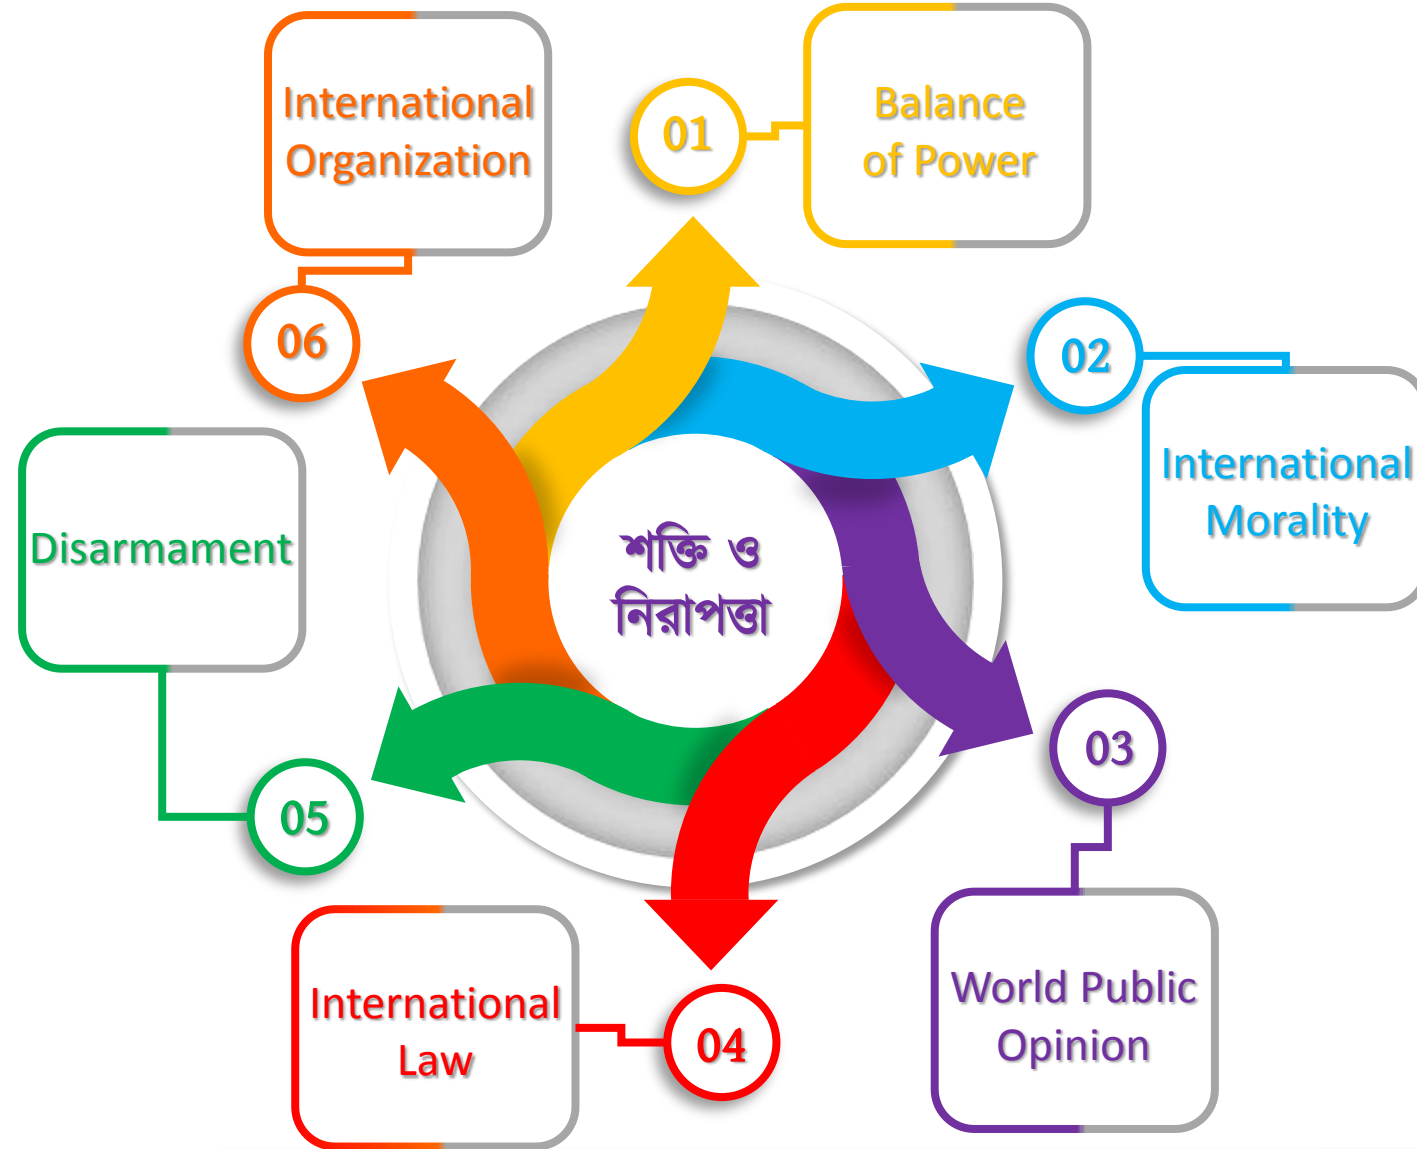 শক্তি ও
নিরাপত্তা
01
Balance
of Power
02
International
Morality
03
World Public
Opinion
04
International
Law
05
Disarmament
06
International
Organization